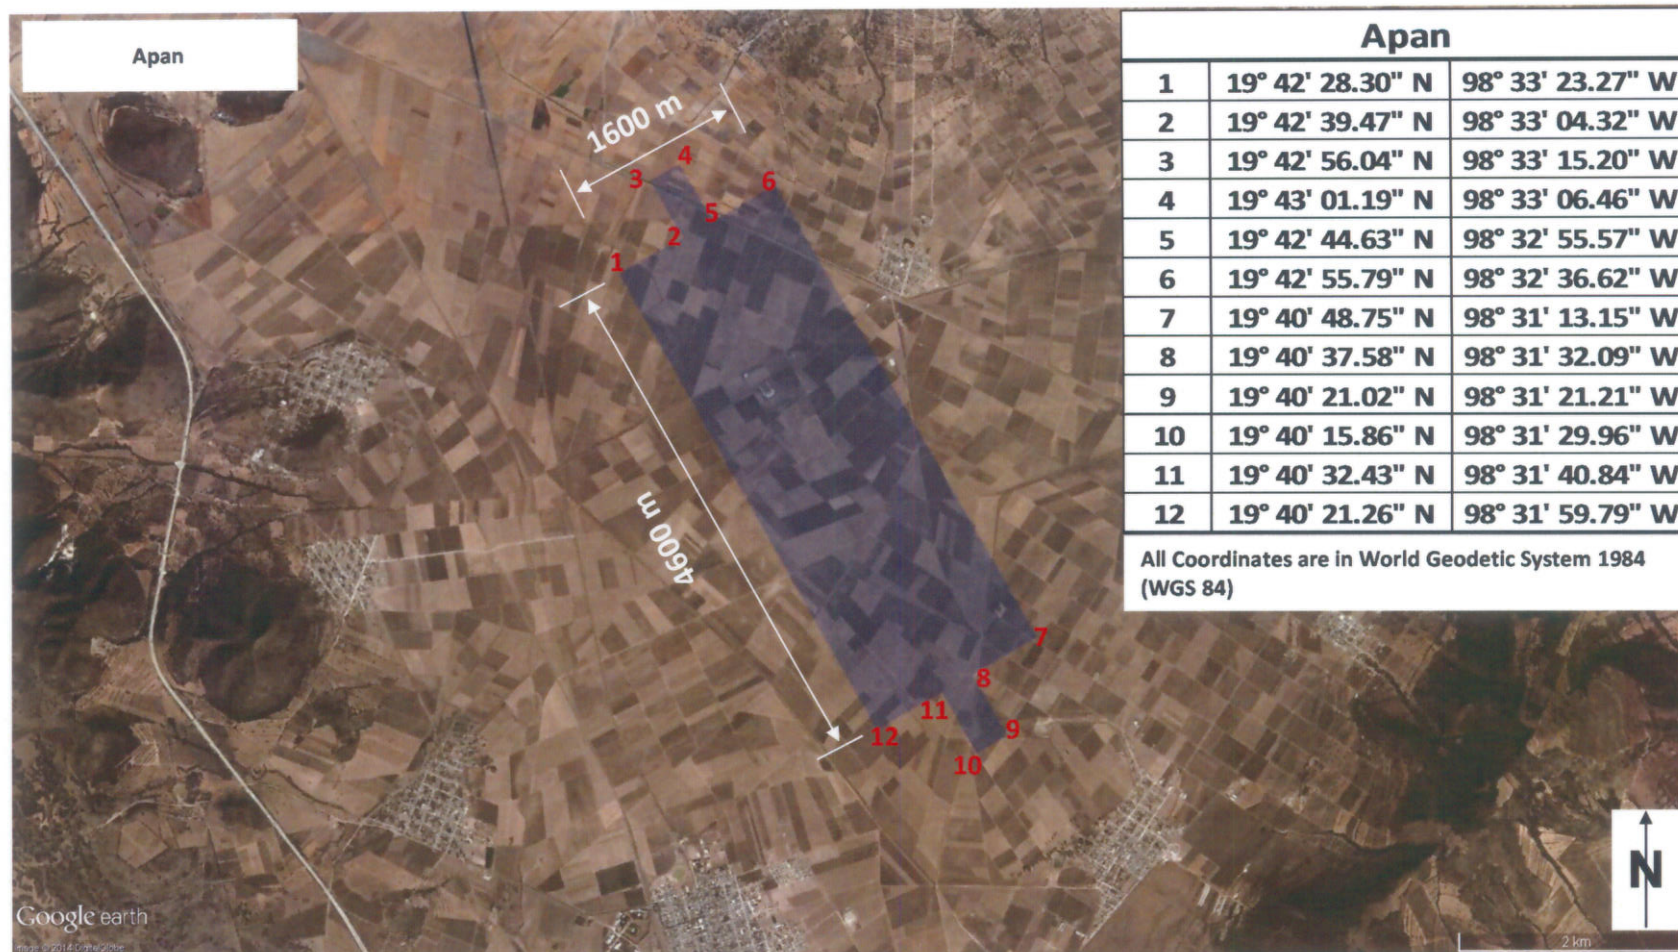 Apan
1600 m
4600 m
1
2
3
4
5
6
7
8
9
10
11
12
Apan
1 19° 42' 28.30" N 98° 33' 23.27" W
2 19° 42' 39.47" N 98° 33' 04.32" W
3 19° 42' 56.04" N 98° 33' 15.20" W
4 19° 43' 01.19" N 98° 33' 06.46" W
5 19° 42' 44.63" N 98° 32' 55.57" W
6 19° 42' 55.79" N 98° 32' 36.62" W
7 19° 40' 48.75" N 98° 31' 13.15" W
8 19° 40' 37.58" N 98° 31' 32.09" W
9 19° 40' 21.02" N 98° 31' 21.21" W
10 19° 40' 15.86" N 98° 31' 29.96" W
11 19° 40' 32.43" N 98° 31' 40.84" W
12 19° 40' 21.26" N 98° 31' 59.79" W
All Coordinates are in World Geodetic System 1984
(WGS 84)
N
Google earth
Image © 2014 DigitalGlobe
2 km